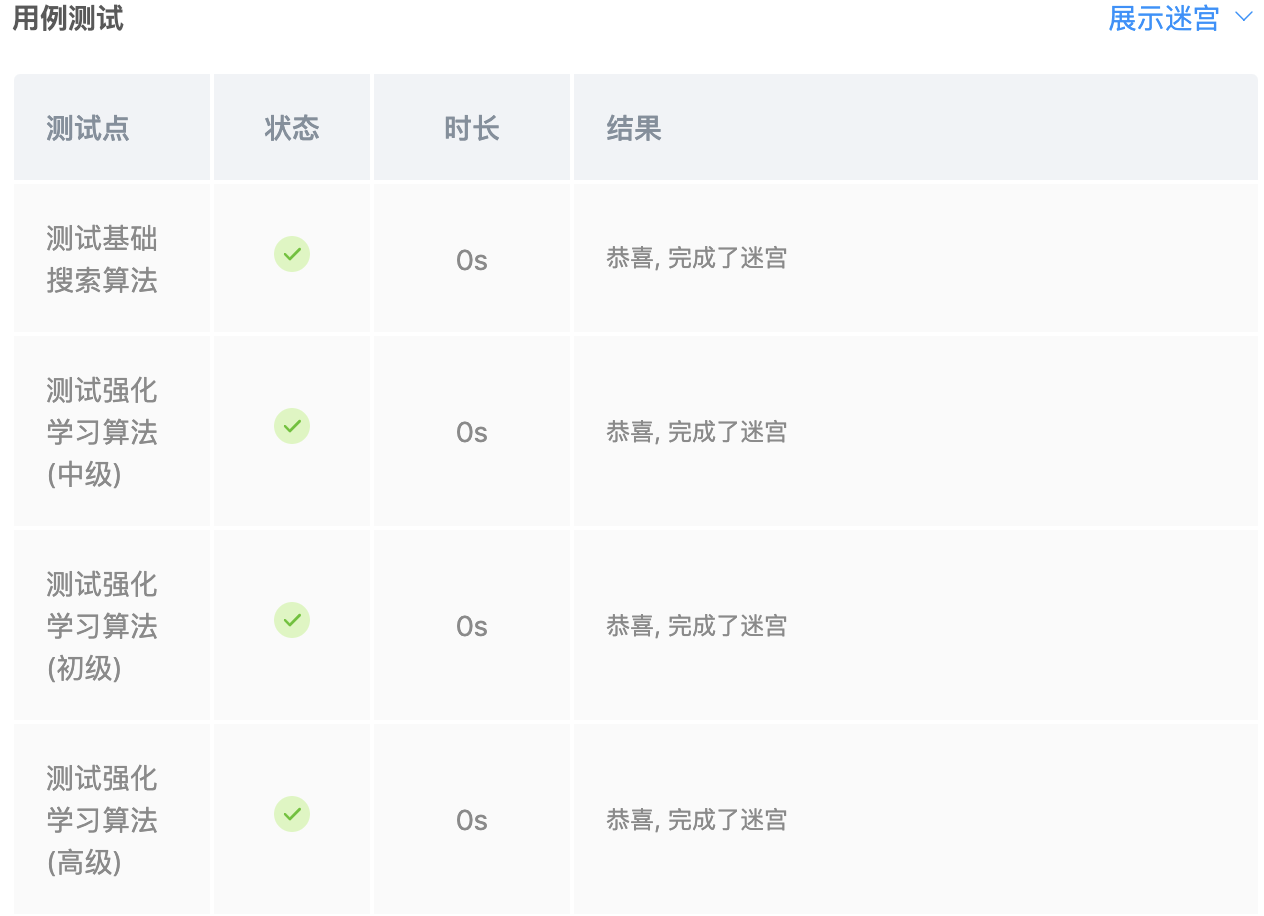 用例测试
展示迷宫
测试点 状态 时长 结果
测试基础
搜索算法
0s
恭喜, 完成了迷宫
测试强化
学习算法
(中级)
0s
恭喜, 完成了迷宫
测试强化
学习算法
(初级)
0s
恭喜, 完成了迷宫
测试强化
学习算法
(高级)
0s
恭喜, 完成了迷宫